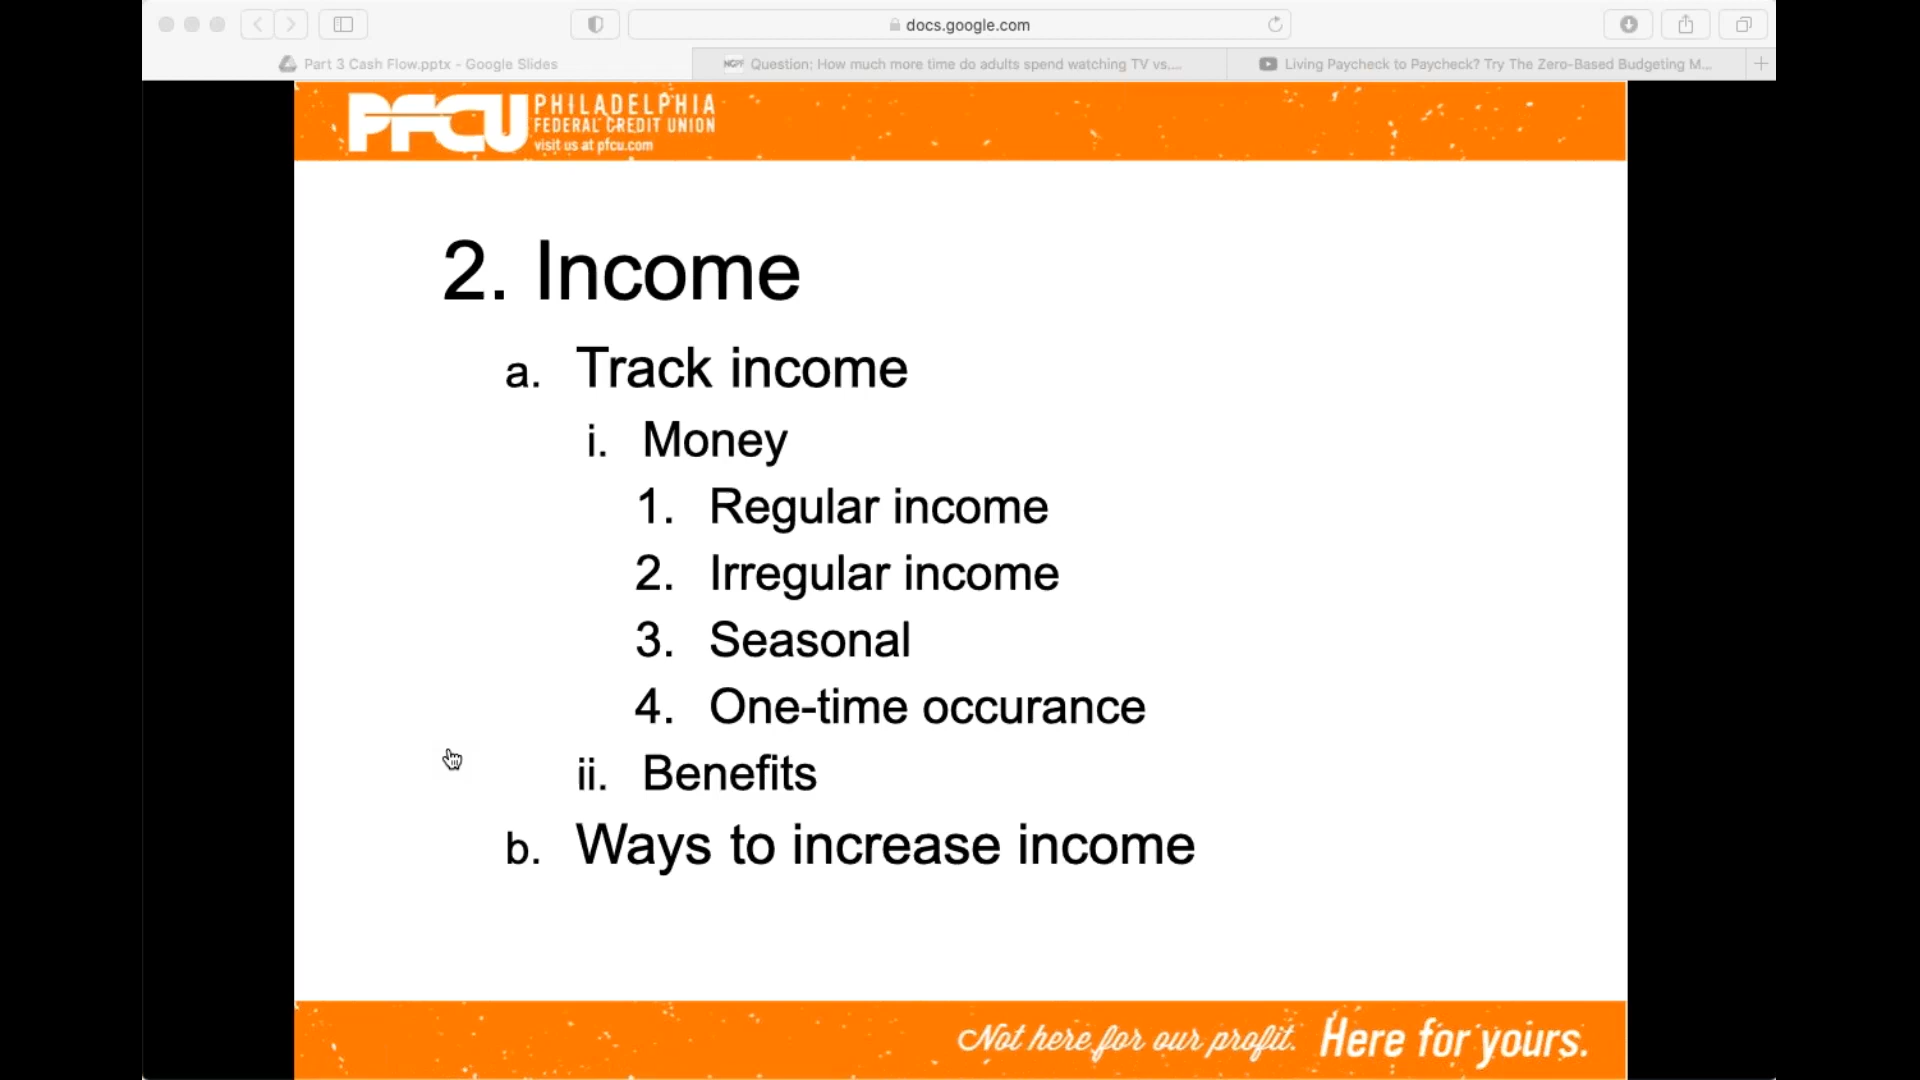 docs.google.com
Part 3 Cash Flow.pptx - Google Slides
NGPF Question: How much more time do adults spend watching TV vs....
Living Paycheck to Paycheck? Try The Zero-Based Budgeting M...
PFCU PHILADELPHIA
FEDERAL CREDIT UNION
visit us at pfcu.com
2. Income
a. Track income
i. Money
1. Regular income
2. Irregular income
3. Seasonal
4. One-time occurance
ii. Benefits
b. Ways to increase income
Not here for our profit. Here for yours.